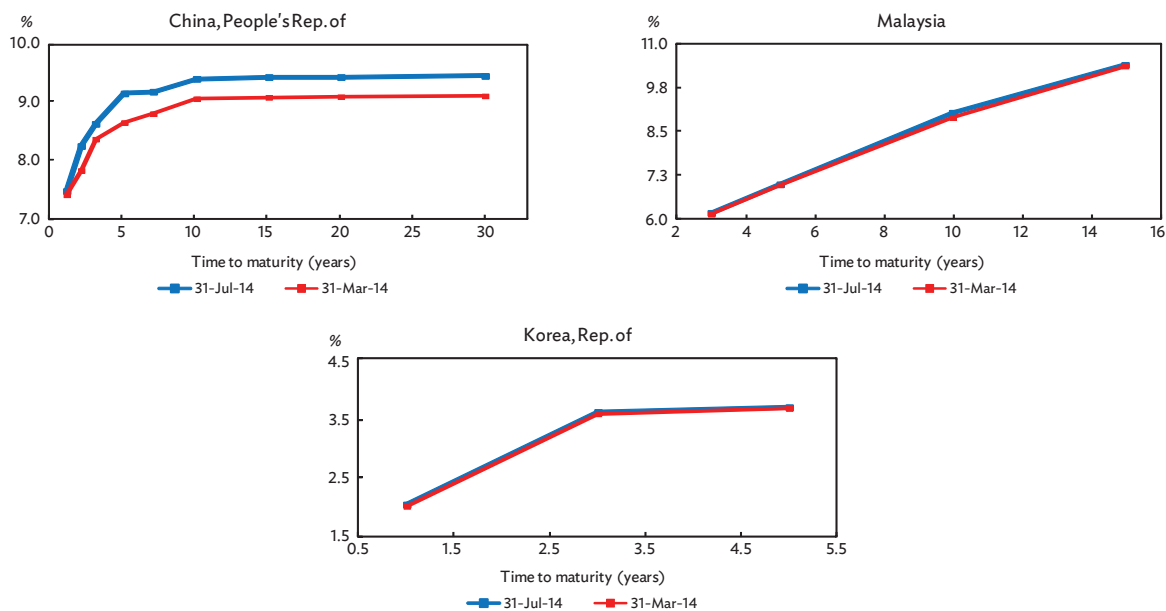 China, People's Rep. of
%
10.0
9.0
8.0
7.0
0 5 10 15 20 25 30
Time to maturity (years)
31-Jul-14 31-Mar-14
Malaysia
%
11.0
9.8
8.5
7.3
6.0
2 4 6 8 10 12 14 16
Time to maturity (years)
31-Jul-14 31-Mar-14
Korea, Rep. of
%
4.5
3.5
2.5
1.5
0.5 1.5 2.5 3.5 4.5 5.5
Time to maturity (years)
31-Jul-14 31-Mar-14